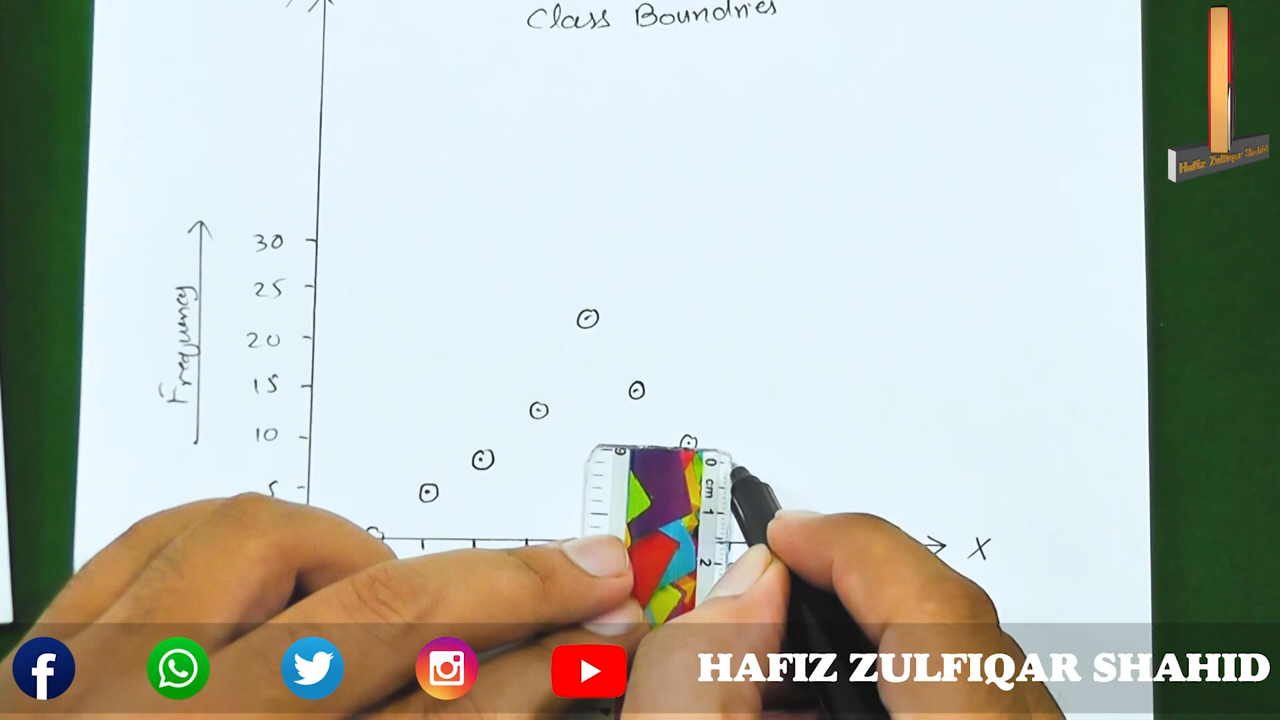 Class Boundries
Hafiz Zulfiqar Shahid
30
25
20
15
10
5
Frequency
X
9
0
cm
1
2
HAFIZ ZULFIQAR SHAHID